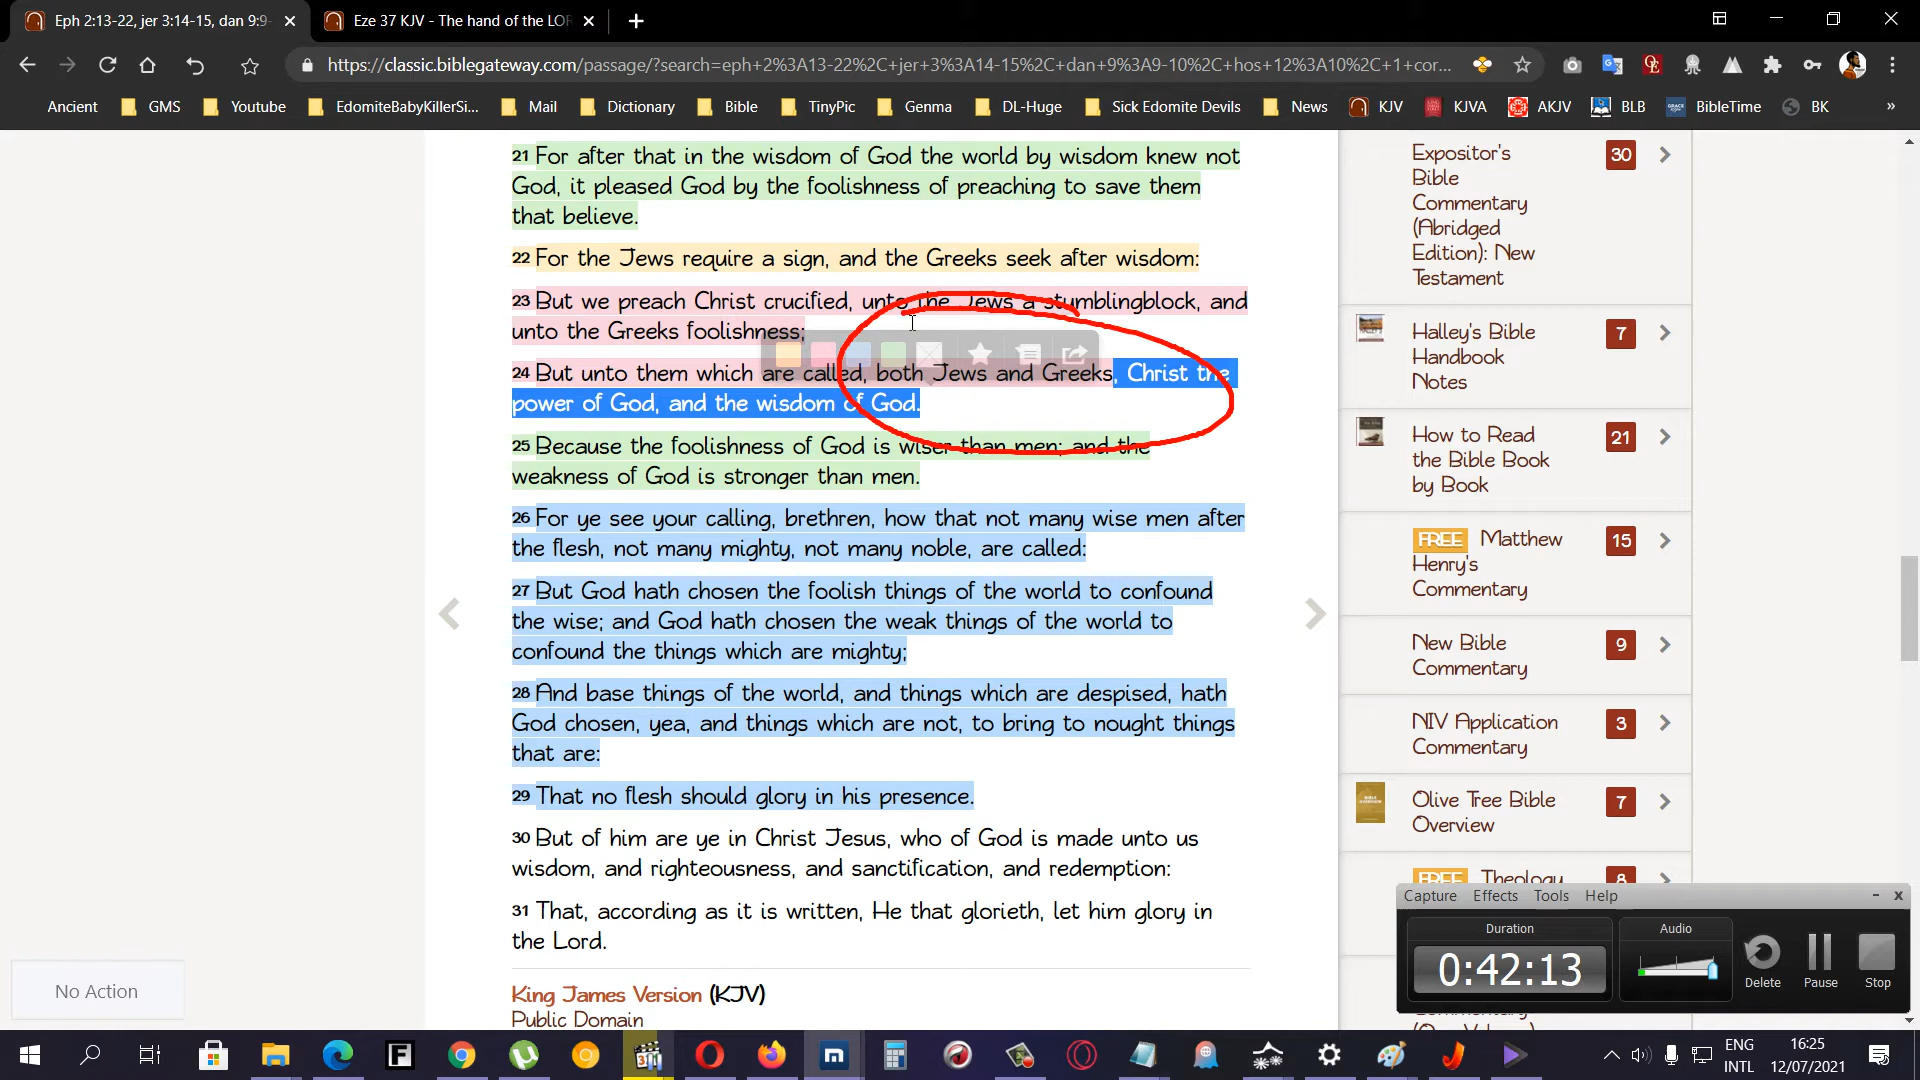 Eph 2:13-22, jer 3:14-15, dan 9:9-
Eze 37 KJV - The hand of the LOR
https://classic.biblegateway.com/passage/?search=eph+2%3A13-22%2C+jer+3%3A14-15%2C+dan+9%3A9-10%2C+hos+12%3A10%2C+1+cor...
Ancient
GMS
Youtube
EdomiteBabyKillerSi...
Mail
Dictionary
Bible
TinyPic
Genma
DL-Huge
Sick Edomite Devils
News
KJV
KJVA
AKJV
BLB
BibleTime
BK
»
21 For after that in the wisdom of God the world by wisdom knew not
God, it pleased God by the foolishness of preaching to save them
that believe.
22 For the Jews require a sign, and the Greeks seek after wisdom:
23 But we preach Christ crucified, unto the Jews a stumblingblock, and
unto the Greeks foolishness;
24 But unto them which are called, both Jews and Greeks, Christ the
power of God, and the wisdom of God.
25 Because the foolishness of God is wiser than men; and the
weakness of God is stronger than men.
26 For ye see your calling, brethren, how that not many wise men after
the flesh, not many mighty, not many noble, are called:
27 But God hath chosen the foolish things of the world to confound
the wise; and God hath chosen the weak things of the world to
confound the things which are mighty;
28 And base things of the world, and things which are despised, hath
God chosen, yea, and things which are not, to bring to nought things
that are:
29 That no flesh should glory in his presence.
30 But of him are ye in Christ Jesus, who of God is made unto us
wisdom, and righteousness, and sanctification, and redemption:
31 That, according as it is written, He that glorieth, let him glory in
the Lord.
King James Version (KJV)
Public Domain
Expositor's 30
Bible
Commentary
(Abridged
Edition): New
Testament
Halley's Bible 7
Handbook
Notes
How to Read 21
the Bible Book
by Book
FREE Matthew 15
Henry's
Commentary
New Bible 9
Commentary
NIV Application 3
Commentary
Olive Tree Bible 7
Overview
FREE Theology 8
No Action
Capture Effects Tools Help
Duration
0:42:13
Audio
Delete
Pause
Stop
ENG
INTL
16:25
12/07/2021